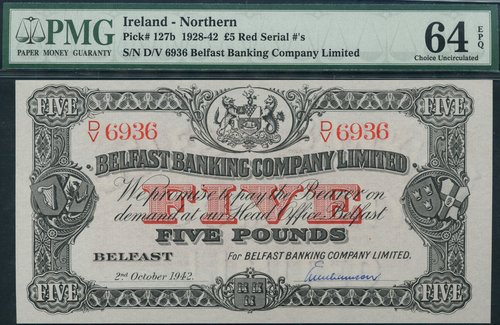 PMG
PAPER MONEY GUARANTY
Ireland - Northern
Pick# 127b 1928-42 £5 Red Serial #'s
S/N D/V 6936 Belfast Banking Company Limited
64 EPQ
Choice Uncirculated
FIVE FIVE
D/V 6936 D/V 6936
BELFAST BANKING COMPANY LIMITED
FIVE
We promise to pay the Bearer on
demand at our Head Office Belfast
FIVE POUNDS
BELFAST For BELFAST BANKING COMPANY LIMITED.
2nd October 1942.
FIVE FIVE